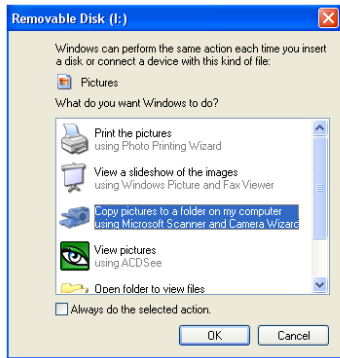 Removable Disk (I:)
Windows can perform the same action each time you insert
a disk or connect a device with this kind of file:
Pictures
What do you want Windows to do?
Print the pictures
using Photo Printing Wizard
View a slideshow of the images
using Windows Picture and Fax Viewer
Copy pictures to a folder on my computer
using Microsoft Scanner and Camera Wizard
View pictures
using ACDSee
Open folder to view files
Always do the selected action.
OK
Cancel